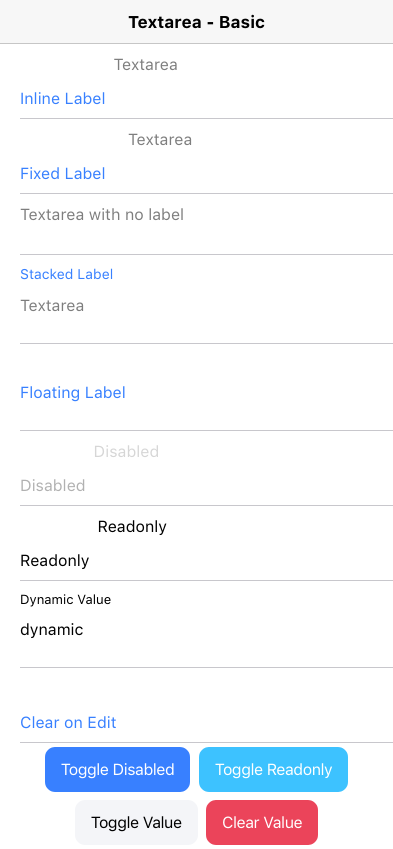 Textarea - Basic
Textarea
Inline Label
Textarea
Fixed Label
Textarea with no label
Stacked Label
Textarea
Floating Label
Disabled
Disabled
Readonly
Readonly
Dynamic Value
dynamic
Clear on Edit
Toggle Disabled Toggle Readonly
Toggle Value Clear Value